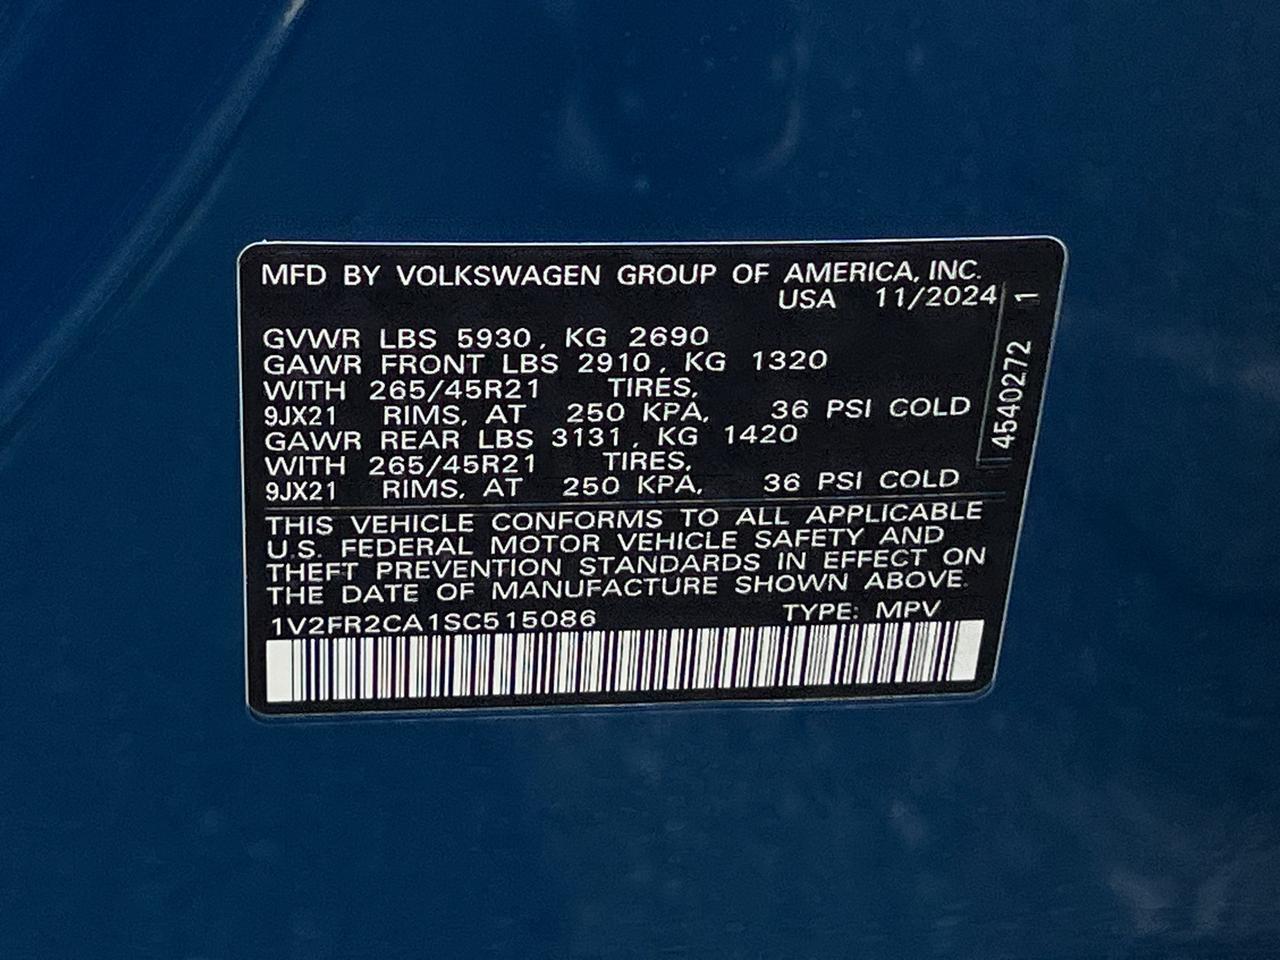 MFD BY VOLKSWAGEN GROUP OF AMERICA, INC.
USA 11/2024
GVWR LBS 5930, KG 2690
GAWR FRONT LBS 2910, KG 1320
WITH 265/45R21 TIRES,
9JX21 RIMS, AT 250 KPA, 36 PSI COLD
GAWR REAR LBS 3131, KG 1420
WITH 265/45R21 TIRES,
9JX21 RIMS, AT 250 KPA, 36 PSI COLD
THIS VEHICLE CONFORMS TO ALL APPLICABLE
U.S. FEDERAL MOTOR VEHICLE SAFETY AND
THEFT PREVENTION STANDARDS IN EFFECT ON
THE DATE OF MANUFACTURE SHOWN ABOVE.
1V2FR2CA1SC515086 TYPE: MPV
4540272 1